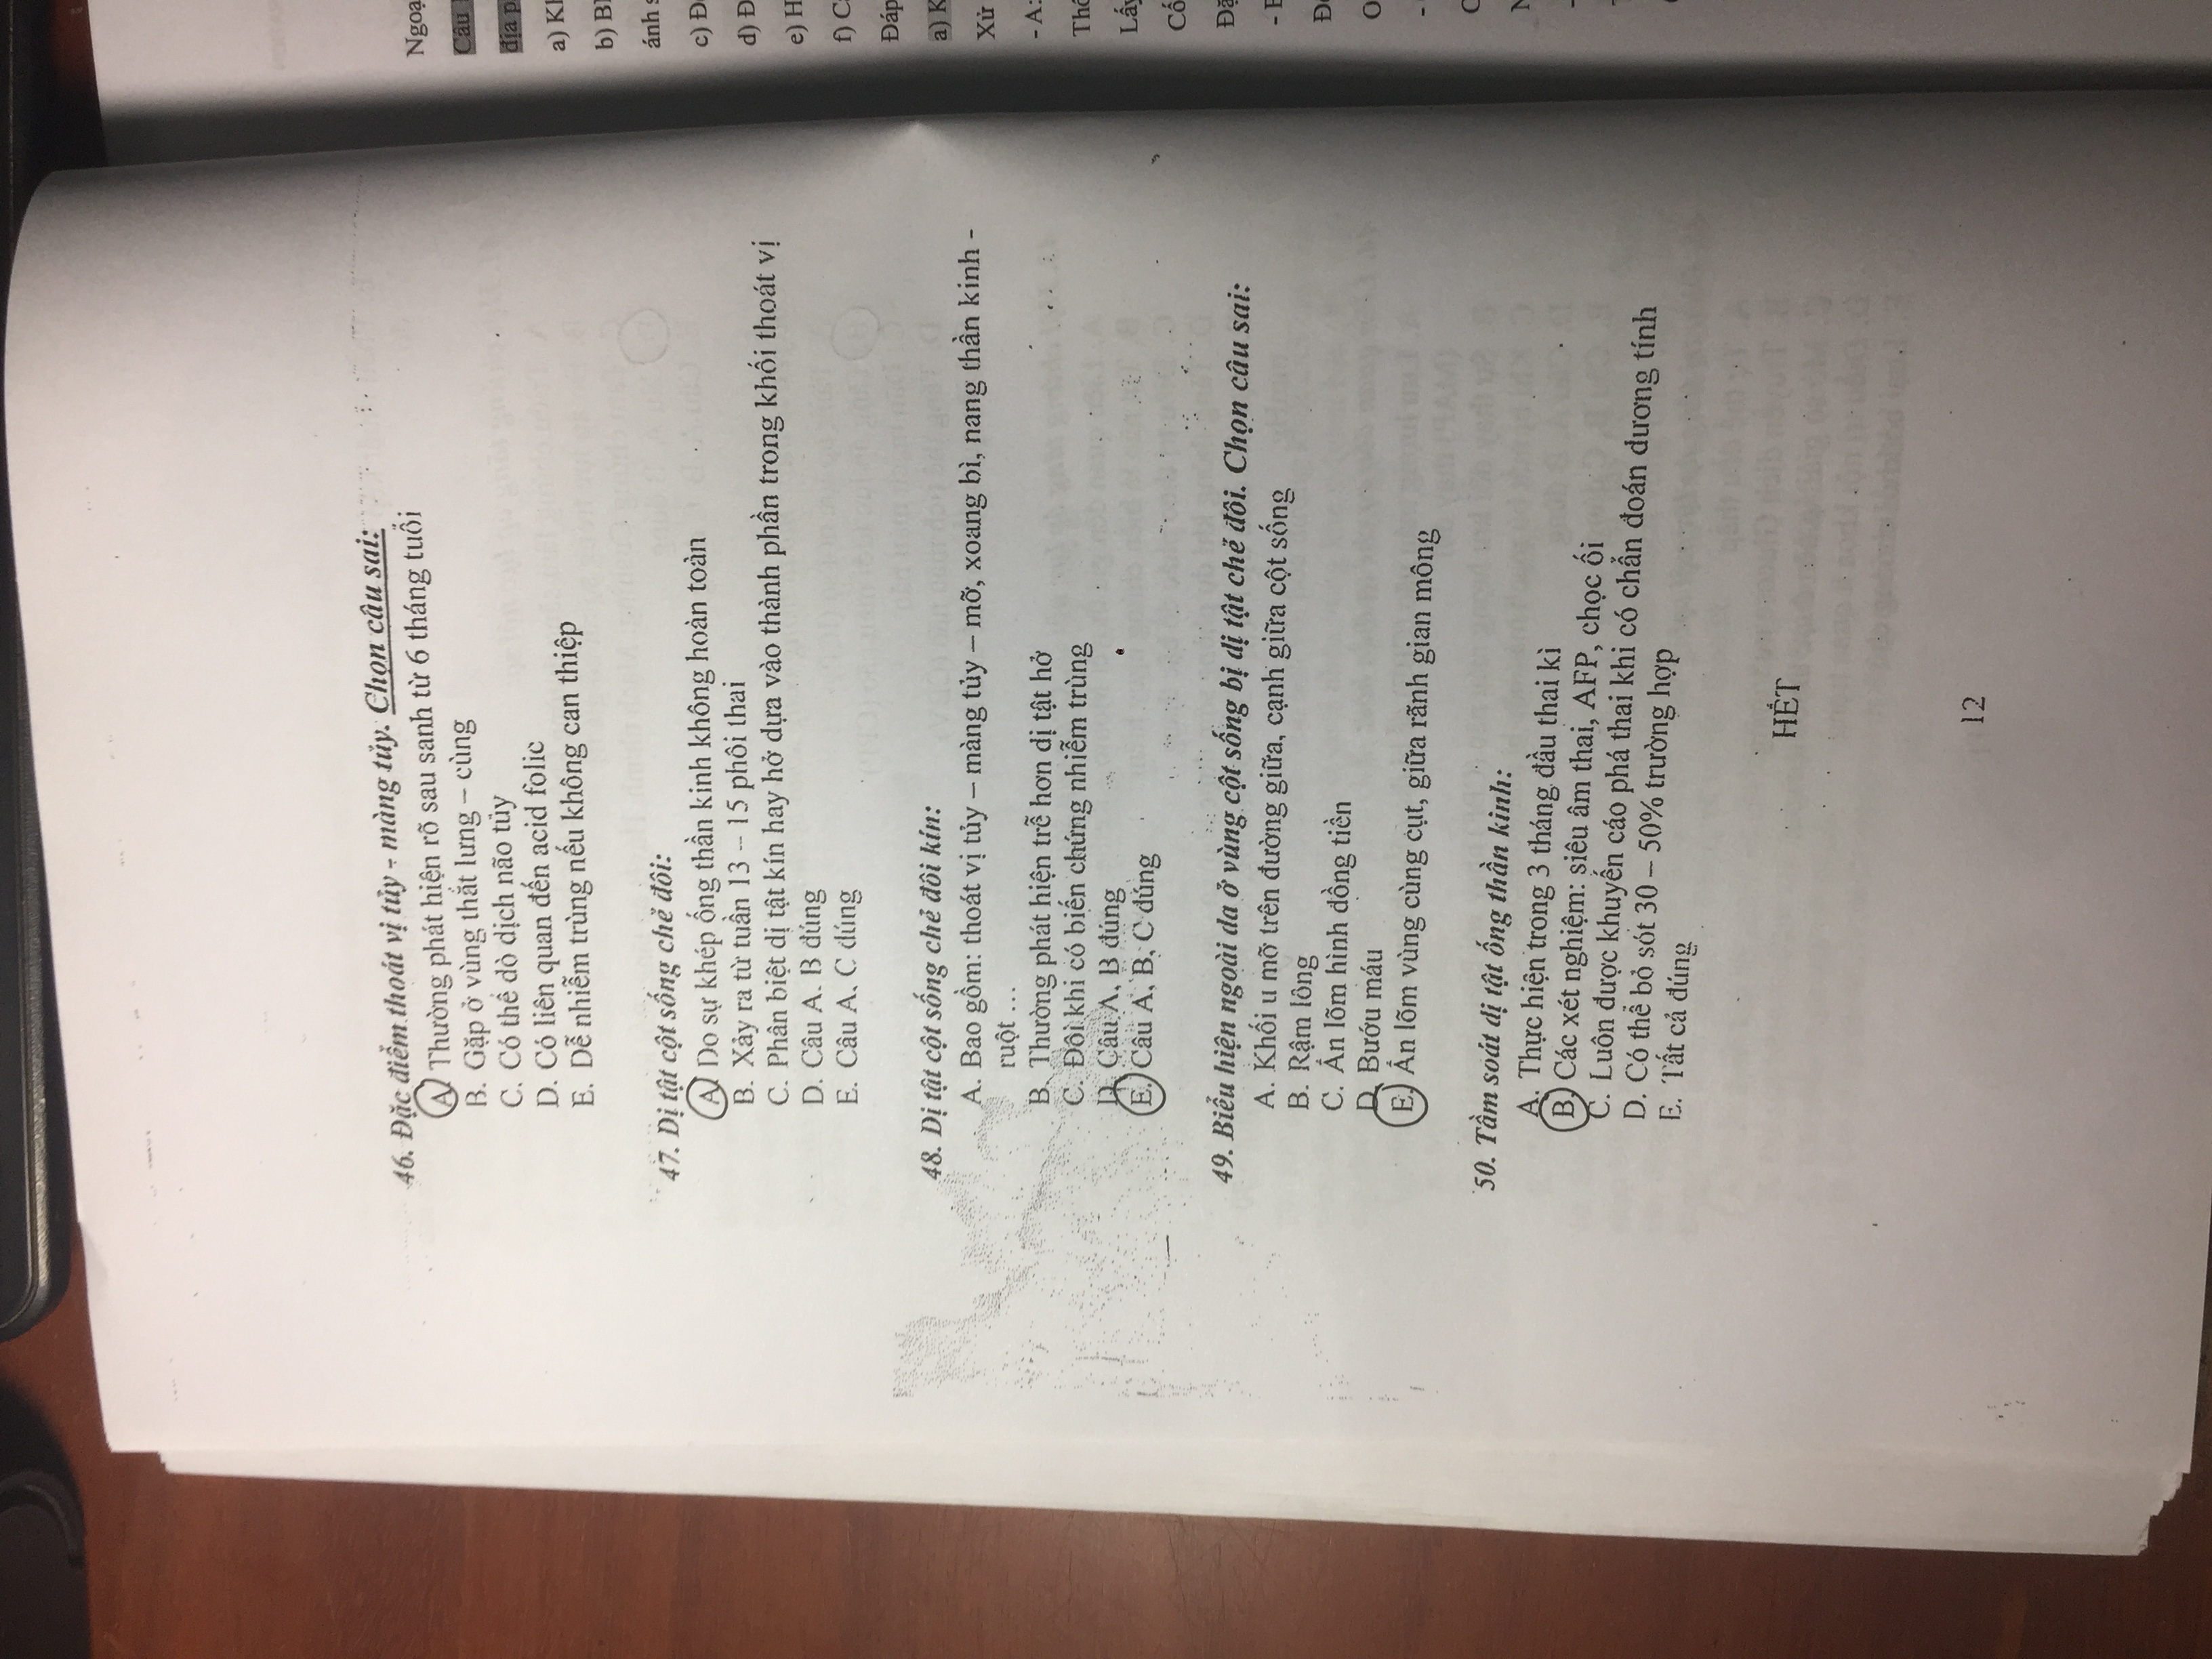 46. Đặc điểm thoát vị tủy - màng tủy. Chọn câu sai:
A. Thường phát hiện rõ sau sanh từ 6 tháng tuổi
B. Gặp ở vùng thắt lưng – cùng
C. Có thể dò dịch não tủy
D. Có liên quan đến acid folic
E. Dễ nhiễm trùng nếu không can thiệp
47. Dị tật cột sống chẻ đôi:
A. Do sự khép ống thần kinh không hoàn toàn
B. Xảy ra từ tuần 13 – 15 phôi thai
C. Phân biệt dị tật kín hay hở dựa vào thành phần trong khối thoát vị
D. Câu A. B đúng
E. Câu A, C đúng
48. Dị tật cột sống chẻ đôi kín:
A. Bao gồm: thoát vị tủy – màng tủy – mỡ, xoang bì, nang thần kinh -
ruột ...
B. Thường phát hiện trễ hơn dị tật hở
C. Đôi khi có biến chứng nhiễm trùng
D. Câu A, B đúng
E. Câu A, B, C đúng
49. Biểu hiện ngoài da ở vùng cột sống bị dị tật chẻ đôi. Chọn câu sai:
A. Khối u mỡ trên đường giữa, cạnh giữa cột sống
B. Rậm lông
C. Ấn lõm hình đồng tiền
D. Bướu máu
E. Ấn lõm vùng cùng cụt, giữa rãnh gian mông
50. Tầm soát dị tật ống thần kinh:
A. Thực hiện trong 3 tháng đầu thai kì
B. Các xét nghiệm: siêu âm thai, AFP, chọc ối
C. Luôn được khuyến cáo phá thai khi có chẩn đoán dương tính
D. Có thể bỏ sót 30 – 50% trường hợp
E. Tất cả đúng
HẾT
12
Câu
a)
b)
c)
d)
e)
f)
a)
Xử
- A:
Lấy